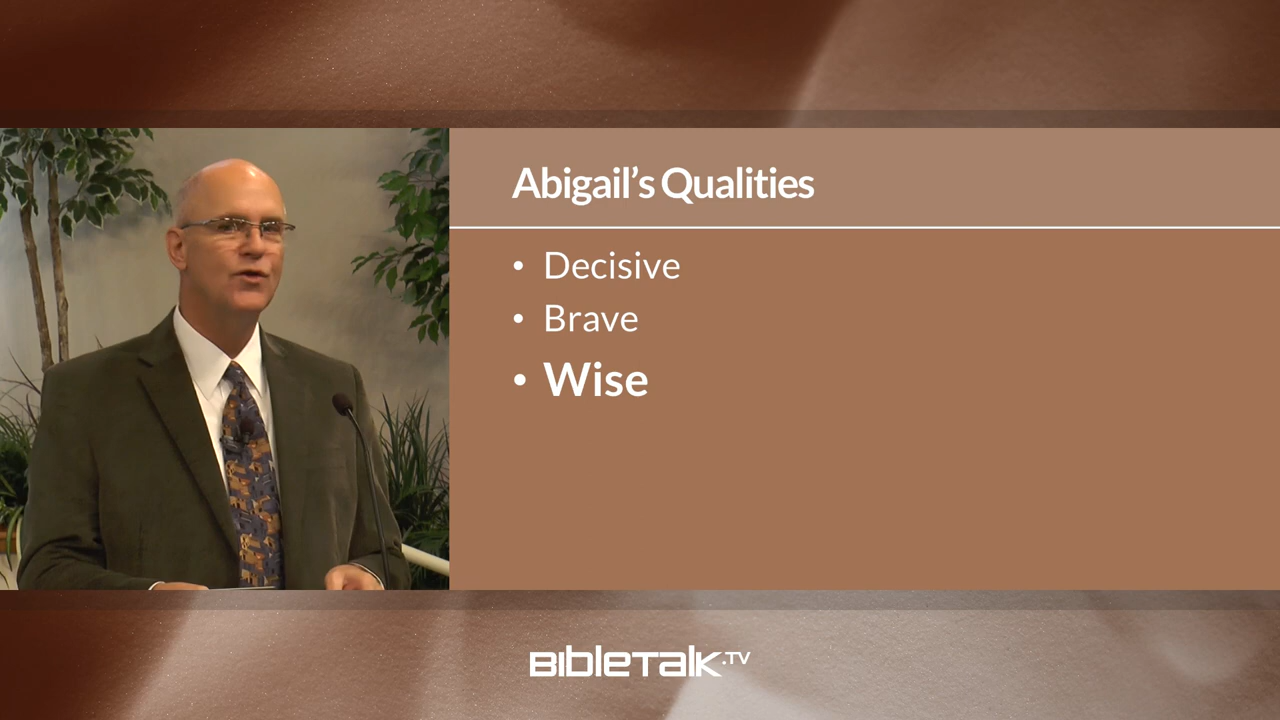 Abigail’s Qualities
• Decisive
• Brave
• Wise
BibleTalk.TV